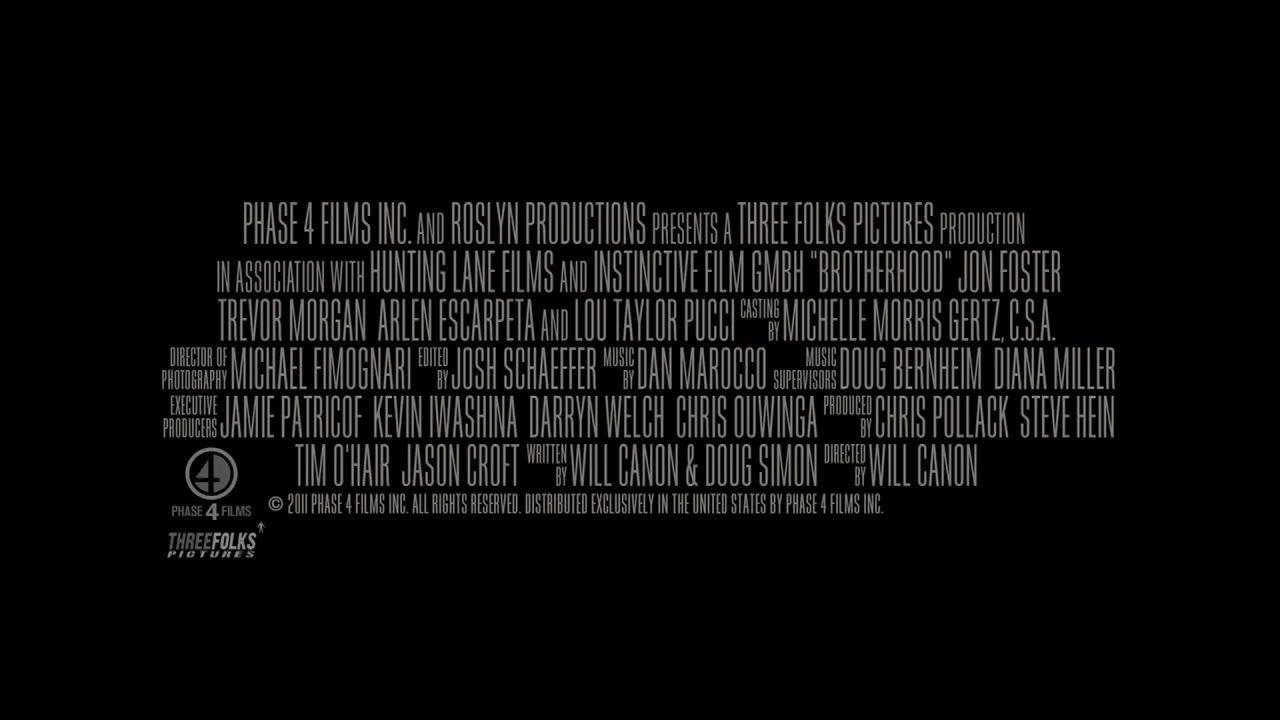 PHASE 4 FILMS INC. AND ROSLYN PRODUCTIONS PRESENTS A THREE FOLKS PICTURES PRODUCTION
IN ASSOCIATION WITH HUNTING LANE FILMS AND INSTINCTIVE FILM GMBH "BROTHERHOOD" JON FOSTER
TREVOR MORGAN ARLEN ESCARPETA AND LOU TAYLOR PUCCI CASTING BY MICHELLE MORRIS GERTZ, C.S.A.
DIRECTOR OF PHOTOGRAPHY MICHAEL FIMOGNARI EDITED BY JOSH SCHAEFFER MUSIC BY DAN MAROCCO MUSIC SUPERVISORS DOUG BERNHEIM DIANA MILLER
EXECUTIVE PRODUCERS JAMIE PATRICOF KEVIN IWASHINA DARRYN WELCH CHRIS OUWINGA PRODUCED BY CHRIS POLLACK STEVE HEIN
TIM O'HAIR JASON CROFT WRITTEN BY WILL CANON & DOUG SIMON DIRECTED BY WILL CANON
4
PHASE 4 FILMS
© 2011 PHASE 4 FILMS INC. ALL RIGHTS RESERVED. DISTRIBUTED EXCLUSIVELY IN THE UNITED STATES BY PHASE 4 FILMS INC.
THREEFOLKS
PICTURES